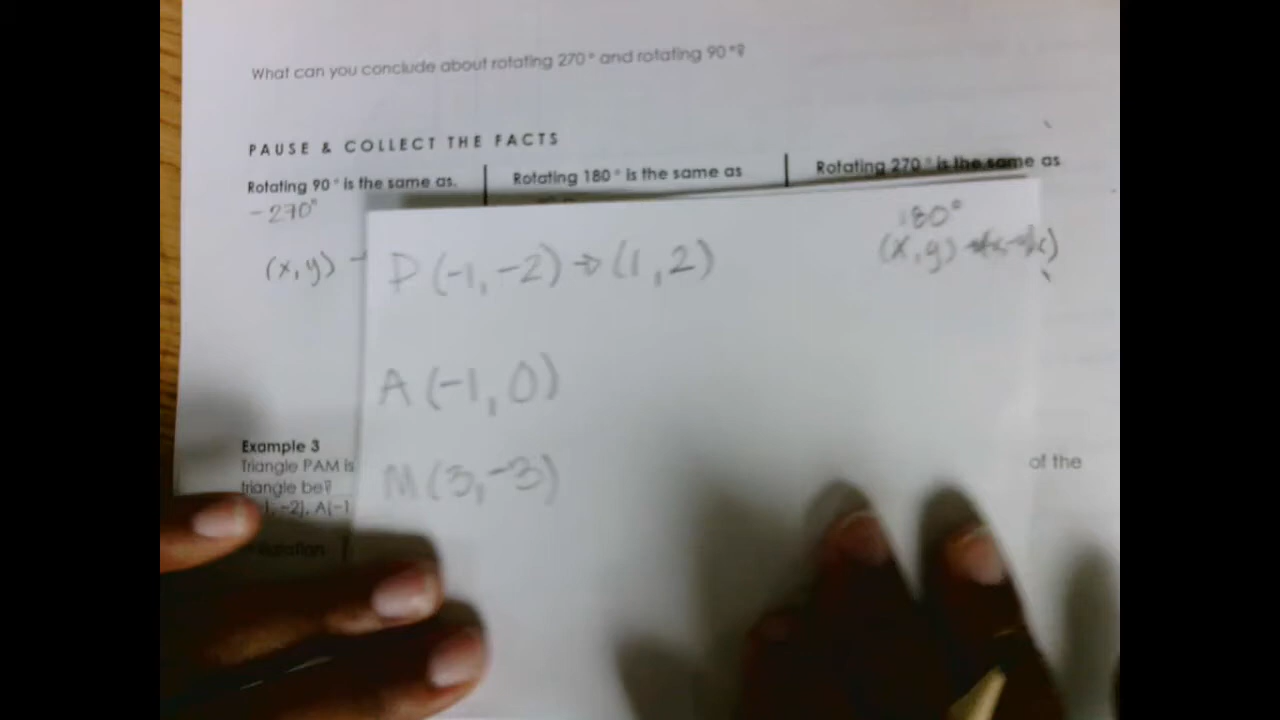 What can you conclude about rotating 270° and rotating 90°?
PAUSE & COLLECT THE FACTS
Rotating 90° is the same as.
Rotating 180° is the same as
Rotating 270° is the same as
-270°
180°
(x,y)
(x,y)
P(-1,-2)→(1,2)
A(-1,0)
M(3,-3)
Example 3
Triangle PAM is
of the
triangle be?
-2), A(-1